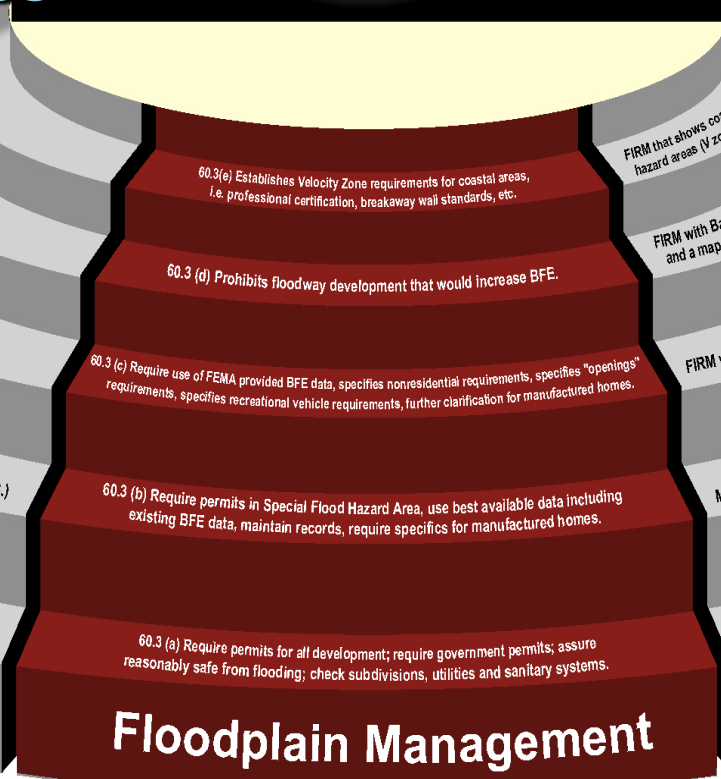 60.3(e) Establishes Velocity Zone requirements for coastal areas,
i.e. professional certification, breakaway wall standards, etc.
FIRM that shows
hazard areas (V
60.3 (d) Prohibits floodway development that would increase BFE.
FIRM with
and a map
60.3 (c) Require use of FEMA provided BFE data, specifies nonresidential requirements, specifies "openings"
requirements, specifies recreational vehicle requirements, further clarification for manufactured homes.
FIRM
.)
60.3 (b) Require permits in Special Flood Hazard Area, use best available data including
existing BFE data, maintain records, require specifics for manufactured homes.
60.3 (a) Require permits for all development; require government permits; assure
reasonably safe from flooding; check subdivisions, utilities and sanitary systems.
Floodplain Management